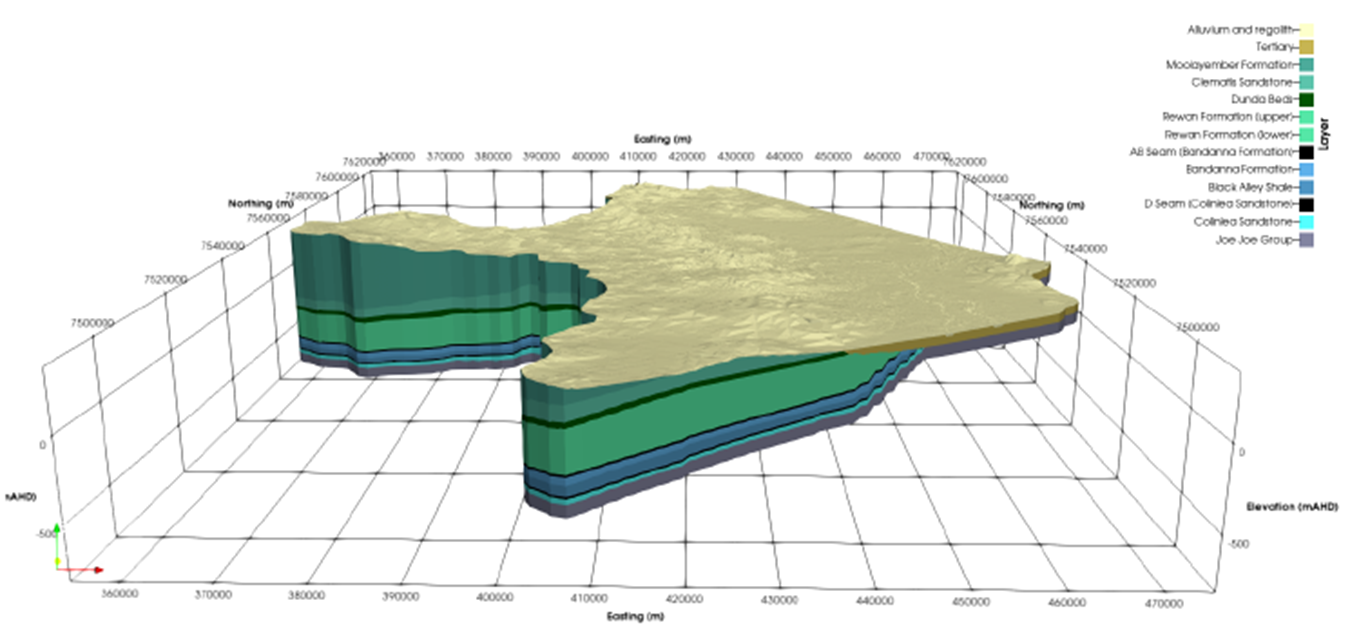 Alluvium and regolith
Tertiary
Moolayember Formation
Clematis Sandstone
Dunda Beds
Rewan Formation (upper)
Rewan Formation (lower)
AB Seam (Bandanna Formation)
Bandanna Formation
Black Alley Shale
D Seam (Colinlea Sandstone)
Colinlea Sandstone
Joe Joe Group
Layer
Easting (m)
7620000 360000 370000 380000 390000 400000 410000 420000 430000 440000 450000 460000 470000 7620000
7600000 7600000
7580000 7580000
Northing (m) Northing (m)
7560000 7560000
7540000 7540000
7520000 7520000
7500000 7500000
0 0
nAHD) Elevation (mAHD)
-500 -500
360000 370000 380000 390000 400000 410000 420000 430000 440000 450000 460000 470000
Easting (m)